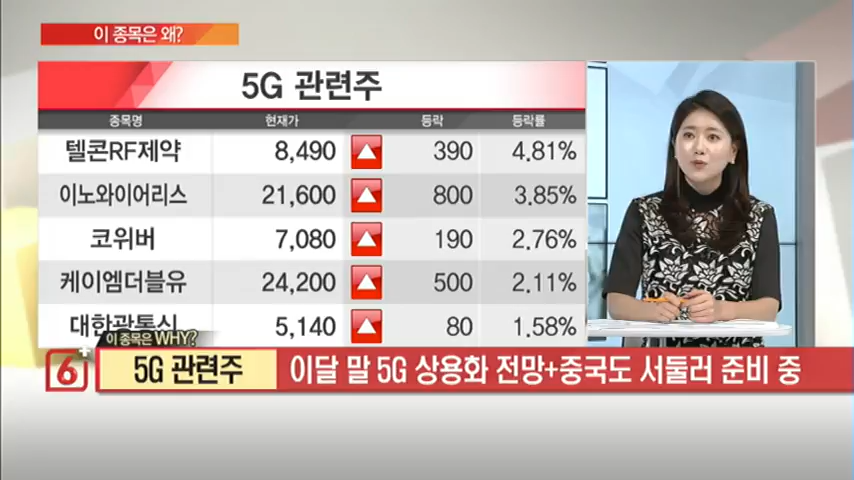 이 종목은 왜?
5G 관련주
종목명 현재가 등락 등락률
텔콘RF제약 8,490 390 4.81%
이노와이어리스 21,600 800 3.85%
코위버 7,080 190 2.76%
케이엠더블유 24,200 500 2.11%
대한광통신 5,140 80 1.58%
이 종목은 WHY?
6+ 5G 관련주 이달 말 5G 상용화 전망+중국도 서둘러 준비 중